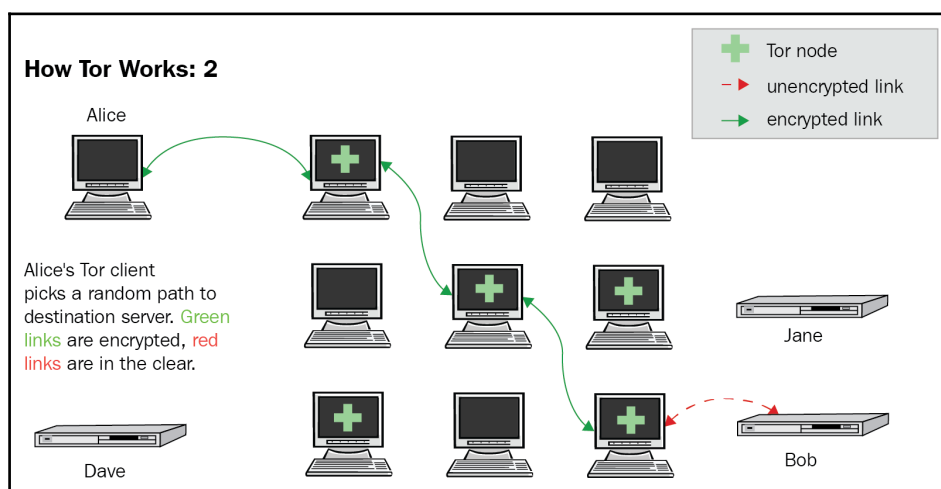 How Tor Works: 2
Tor node
unencrypted link
encrypted link
Alice
Alice's Tor client
picks a random path to
destination server. Green
links are encrypted, red
links are in the clear.
Jane
Dave
Bob